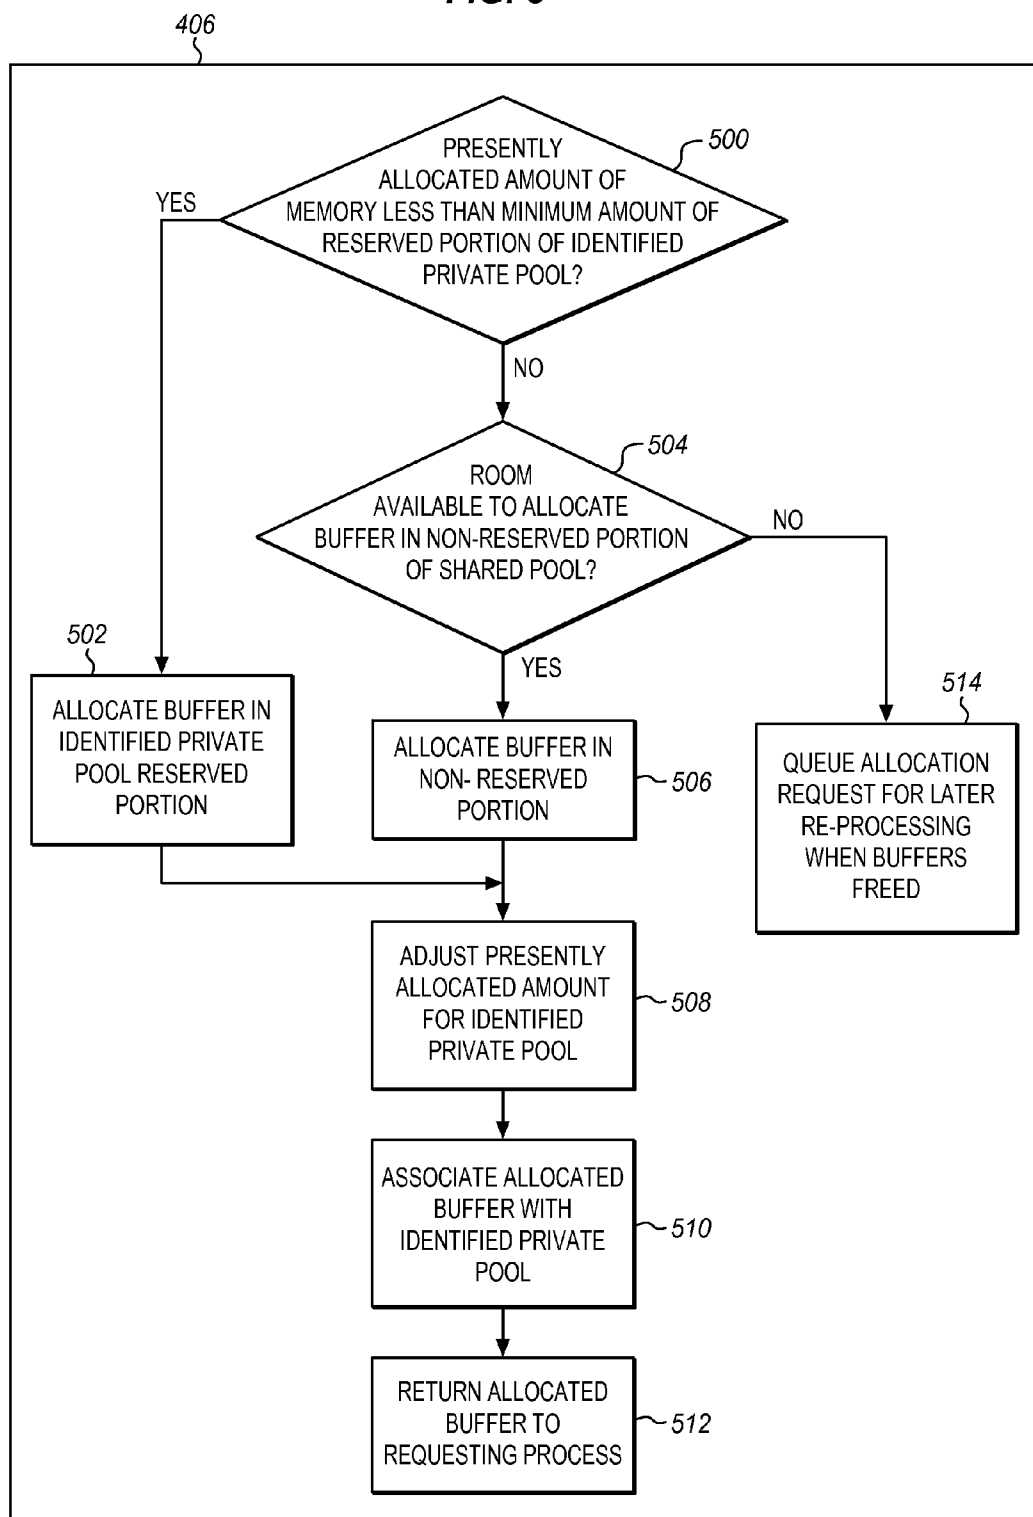 406
PRESENTLY
ALLOCATED AMOUNT OF
MEMORY LESS THAN MINIMUM AMOUNT OF
RESERVED PORTION OF IDENTIFIED
PRIVATE POOL?
500
YES
NO
ROOM
AVAILABLE TO ALLOCATE
BUFFER IN NON-RESERVED PORTION
OF SHARED POOL?
504
NO
YES
502
ALLOCATE BUFFER IN
IDENTIFIED PRIVATE
POOL RESERVED
PORTION
ALLOCATE BUFFER IN
NON- RESERVED
PORTION
506
514
QUEUE ALLOCATION
REQUEST FOR LATER
RE-PROCESSING
WHEN BUFFERS
FREED
ADJUST PRESENTLY
ALLOCATED AMOUNT
FOR IDENTIFIED
PRIVATE POOL
508
ASSOCIATE ALLOCATED
BUFFER WITH
IDENTIFIED PRIVATE
POOL
510
RETURN ALLOCATED
BUFFER TO
REQUESTING PROCESS
512